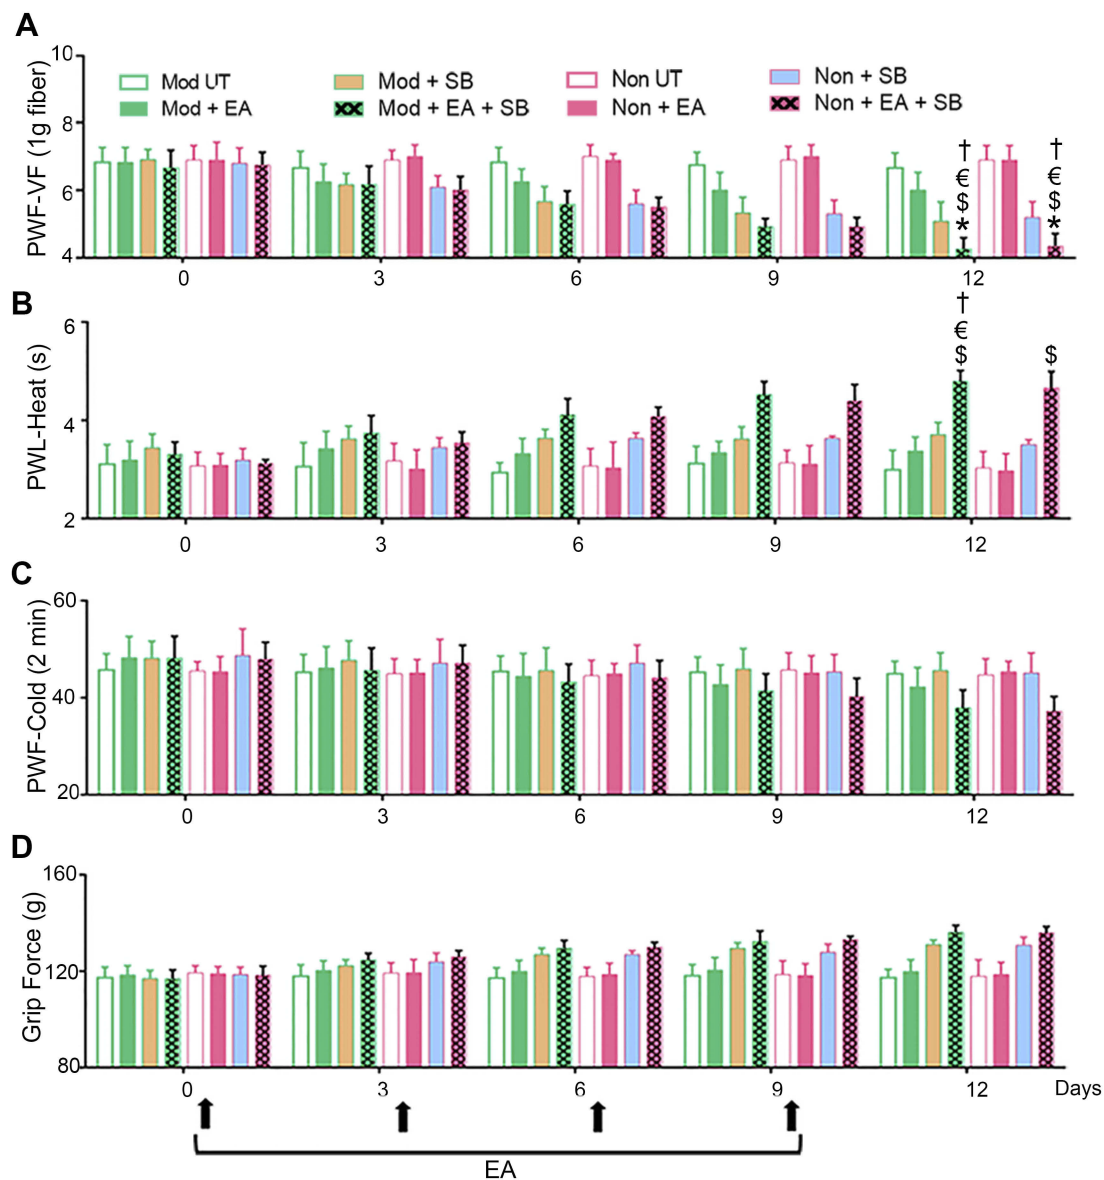 A
PWF-VF (1g fiber)
10
8
6
4
Mod UT
Mod + SB
Non UT
Non + SB
Mod + EA
Mod + EA + SB
Non + EA
Non + EA + SB
† †
€ €
$ $
* *
0 3 6 9 12
B
PWL-Heat (s)
6
4
2
†
€
$ $
0 3 6 9 12
C
PWF-Cold (2 min)
60
40
20
0 3 6 9 12
D
Grip Force (g)
160
120
80
0 3 6 9 12 Days
EA